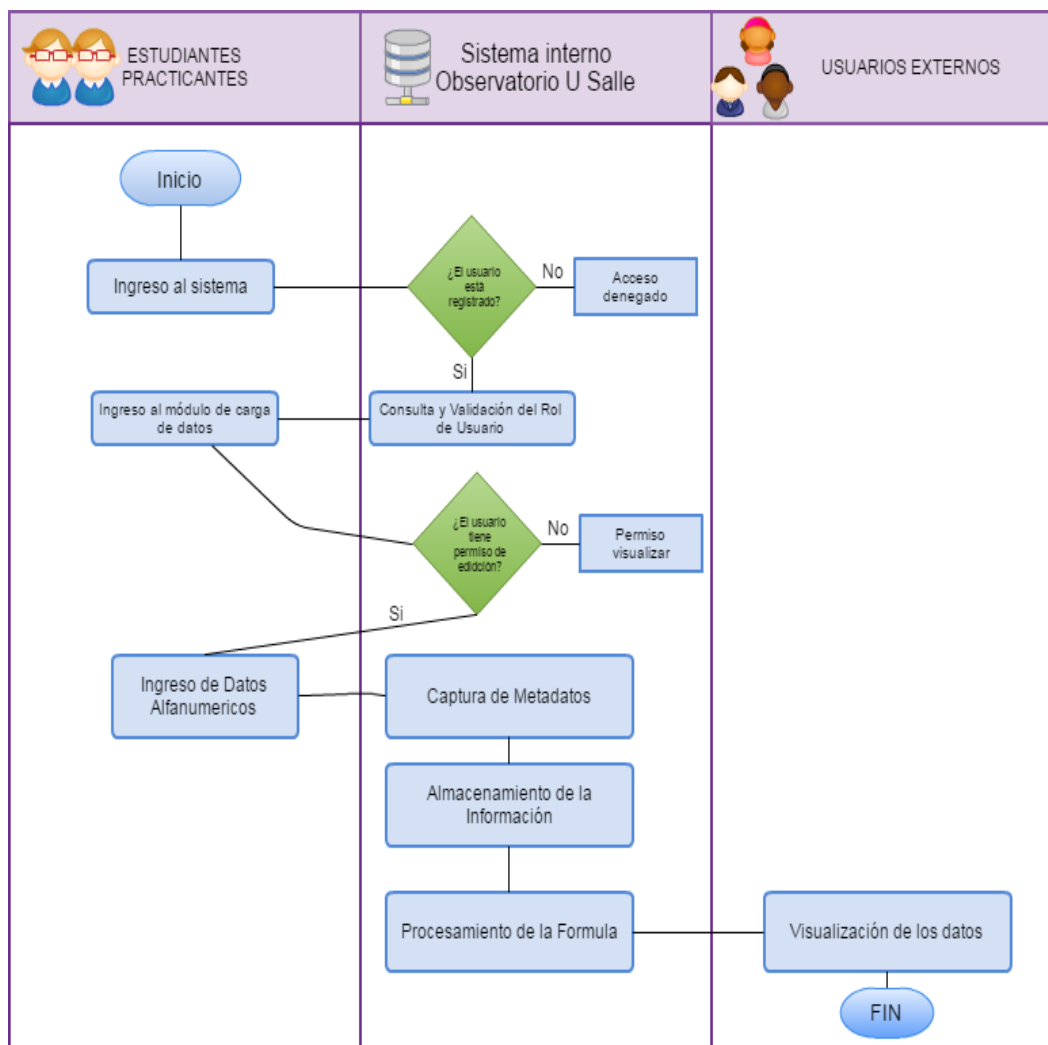 ESTUDIANTES
PRACTICANTES
Sistema interno
Observatorio U Salle
USUARIOS EXTERNOS
Inicio
Ingreso al sistema
¿El usuario
está
registrado?
No
Acceso
denegado
Si
Ingreso al módulo de carga
de datos
Consulta y Validación del Rol
de Usuario
¿El usuario
tiene
permiso de
edidción?
No
Permiso
visualizar
Si
Ingreso de Datos
Alfanumericos
Captura de Metadatos
Almacenamiento de la
Información
Procesamiento de la Formula
Visualización de los datos
FIN